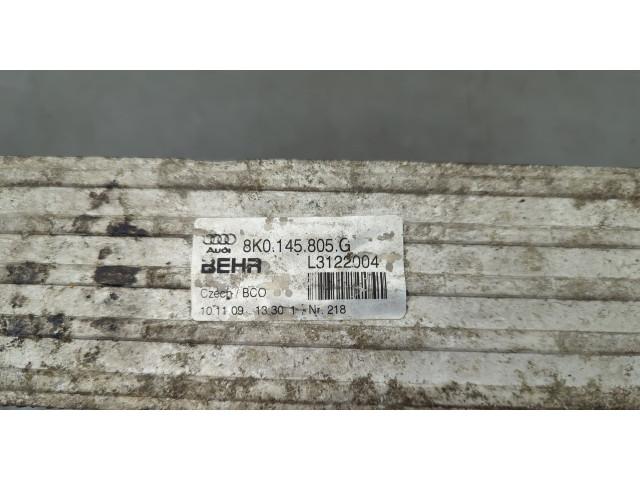 Audi 8K0.145.805.G
BEHR L3122004
Czech / BCO
10 11 09 13 30 1 Nr. 218